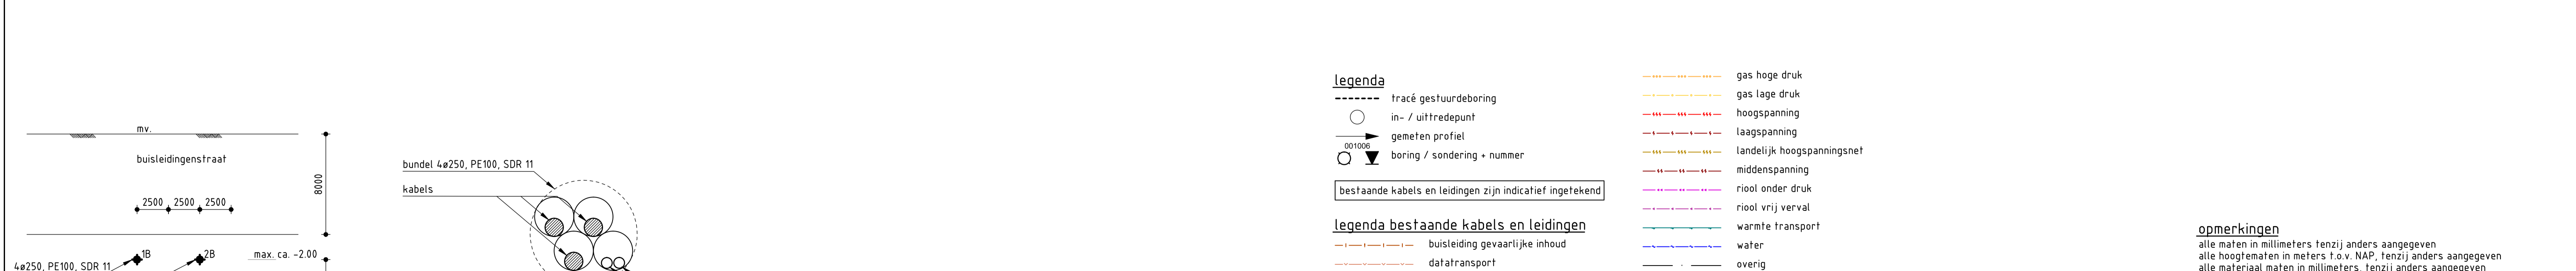 mv.
buisleidingenstraat
2500 2500 2500
8000
1B
2B
max. ca. -2.00
4ø250, PE100, SDR 11
bundel 4ø250, PE100, SDR 11
kabels
legenda
tracé gestuurdeboring
in- / uittredepunt
gemeten profiel
001006
boring / sondering + nummer
bestaande kabels en leidingen zijn indicatief ingetekend
legenda bestaande kabels en leidingen
buisleiding gevaarlijke inhoud
datatransport
gas hoge druk
gas lage druk
hoogspanning
laagspanning
landelijk hoogspanningsnet
middenspanning
riool onder druk
riool vrij verval
warmte transport
water
overig
opmerkingen
alle maten in millimeters tenzij anders aangegeven
alle hoogtematen in meters t.o.v. NAP, tenzij anders aangegeven
alle materiaal maten in millimeters, tenzij anders aangegeven